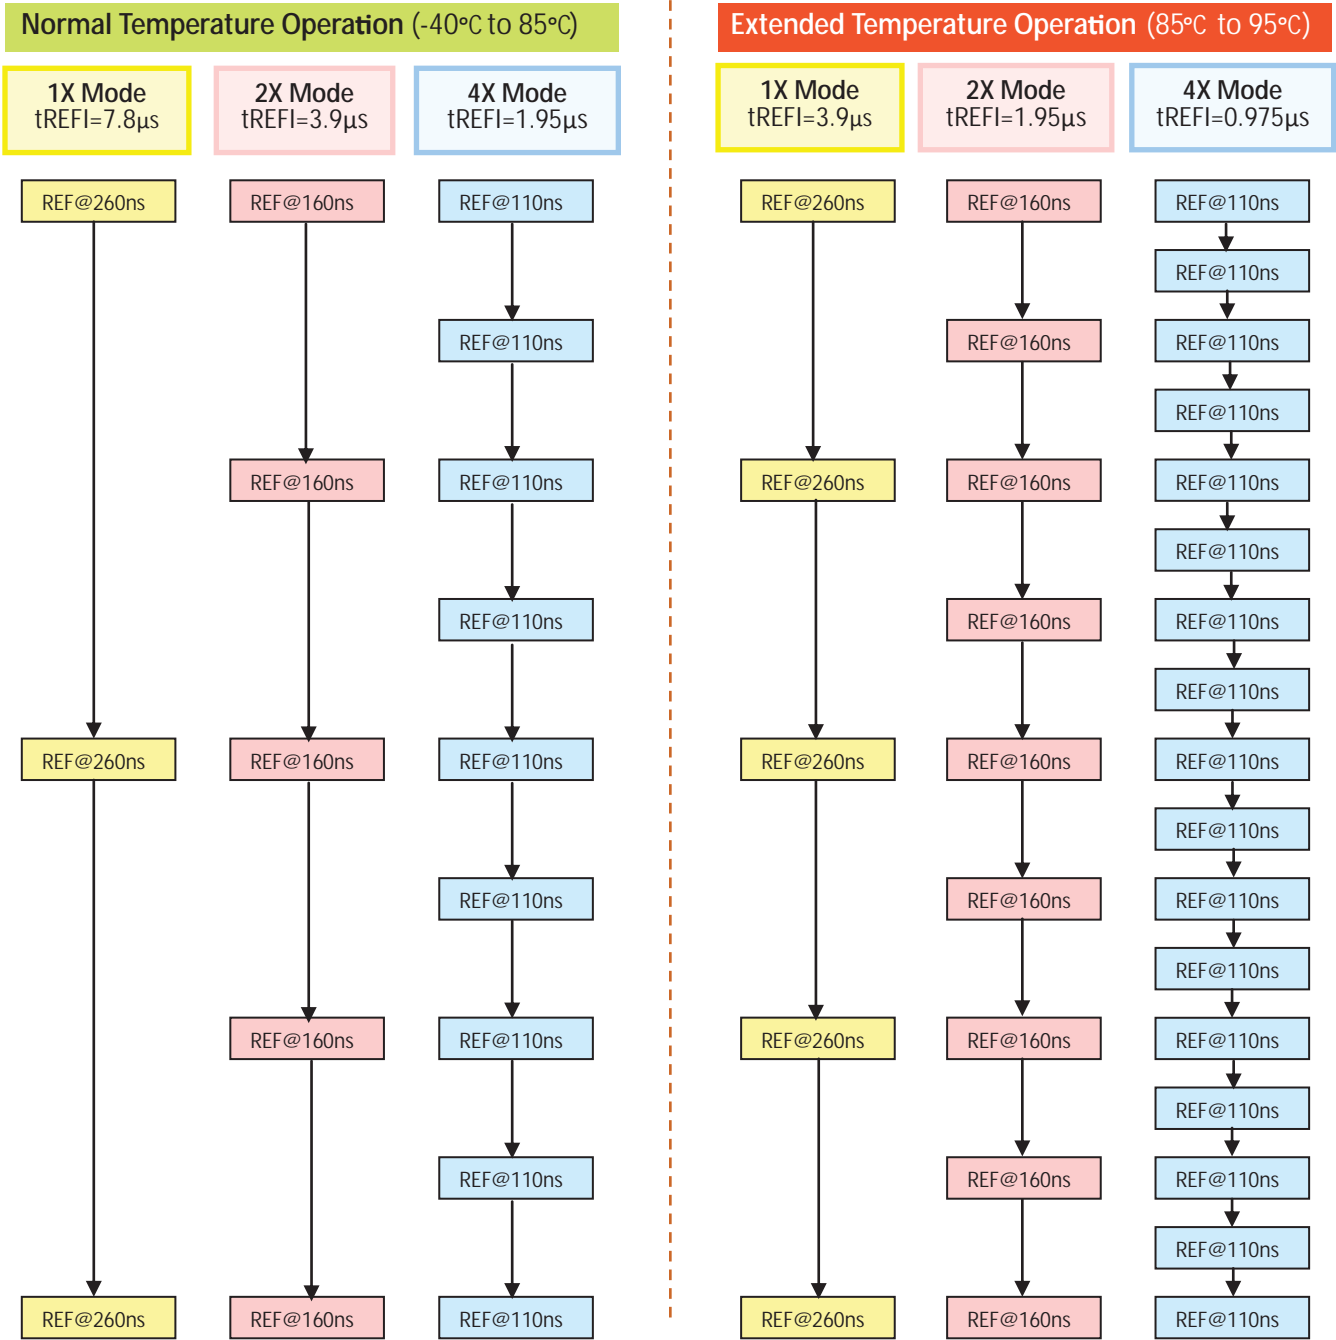 Normal Temperature Operation (-40°C to 85°C)
Extended Temperature Operation (85°C to 95°C)
1X Mode
tREFI=7.8µs
2X Mode
tREFI=3.9µs
4X Mode
tREFI=1.95µs
1X Mode
tREFI=3.9µs
2X Mode
tREFI=1.95µs
4X Mode
tREFI=0.975µs
REF@260ns
REF@160ns
REF@110ns
REF@260ns
REF@160ns
REF@110ns
REF@110ns
REF@110ns
REF@160ns
REF@110ns
REF@110ns
REF@160ns
REF@110ns
REF@260ns
REF@160ns
REF@110ns
REF@110ns
REF@110ns
REF@160ns
REF@110ns
REF@110ns
REF@260ns
REF@160ns
REF@110ns
REF@260ns
REF@160ns
REF@110ns
REF@110ns
REF@110ns
REF@160ns
REF@110ns
REF@110ns
REF@160ns
REF@110ns
REF@260ns
REF@160ns
REF@110ns
REF@110ns
REF@110ns
REF@160ns
REF@110ns
REF@110ns
REF@260ns
REF@160ns
REF@110ns
REF@260ns
REF@160ns
REF@110ns